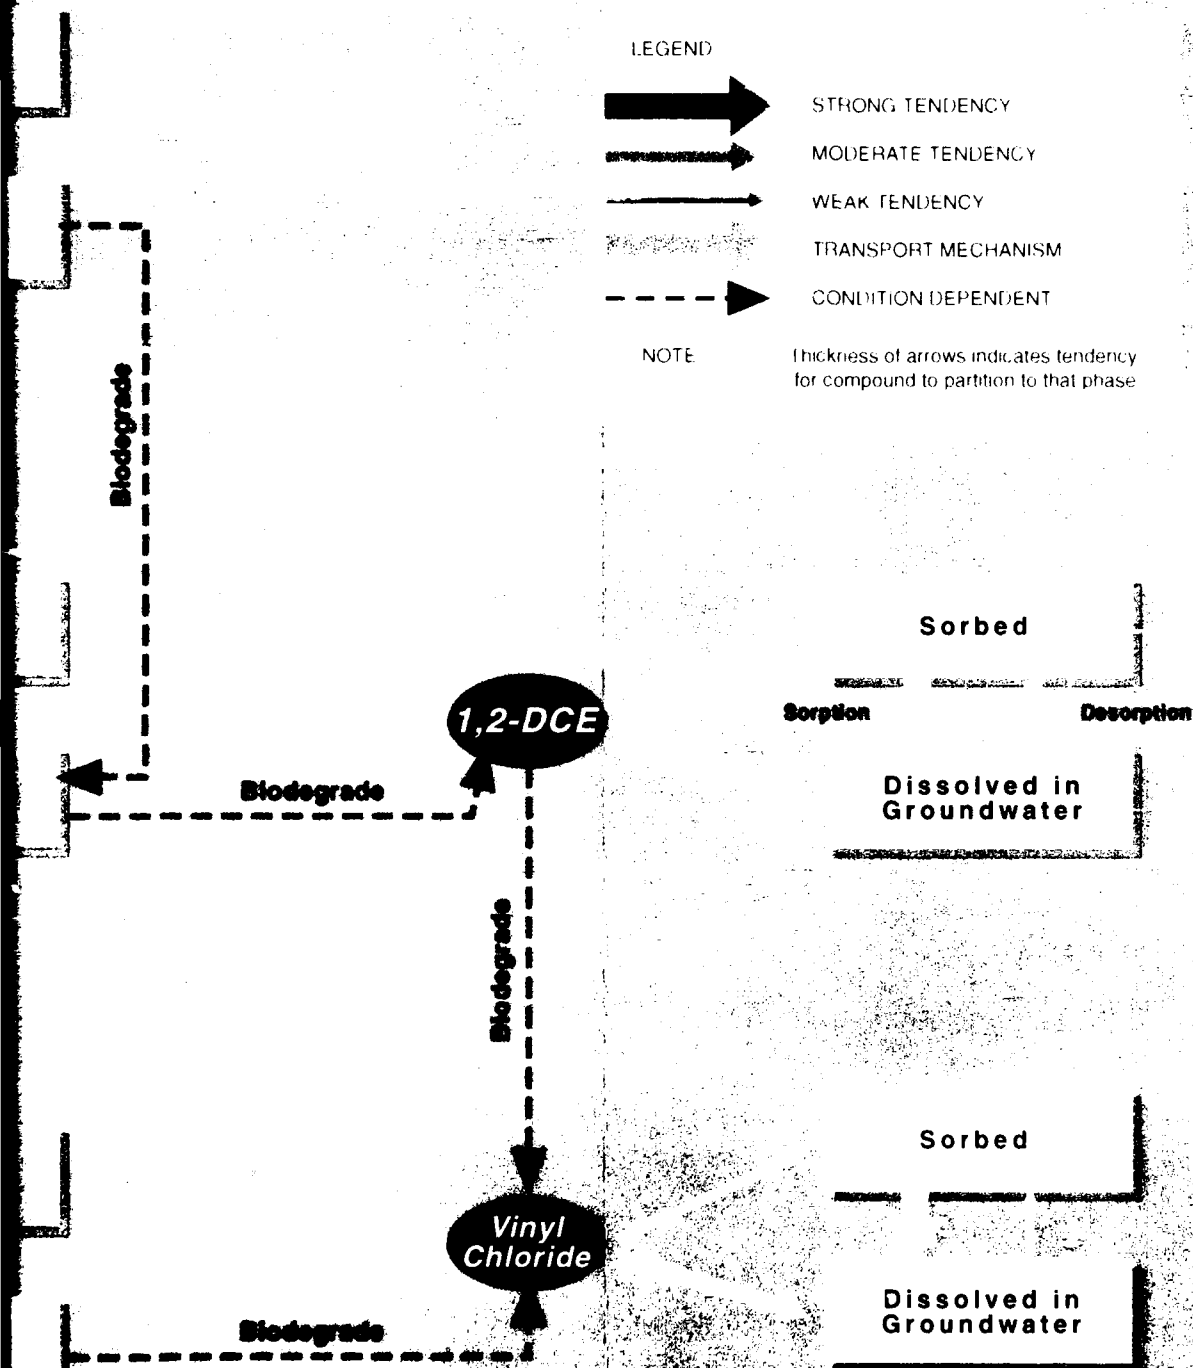 LEGEND
STRONG TENDENCY
MODERATE TENDENCY
WEAK TENDENCY
TRANSPORT MECHANISM
CONDITION DEPENDENT
NOTE
Thickness of arrows indicates tendency
for compound to partition to that phase
Biodegrade
Sorbed
1,2-DCE
Sorption
Desorption
Biodegrade
Dissolved in
Groundwater
Biodegrade
Sorbed
Vinyl
Chloride
Dissolved in
Groundwater
Biodegrade